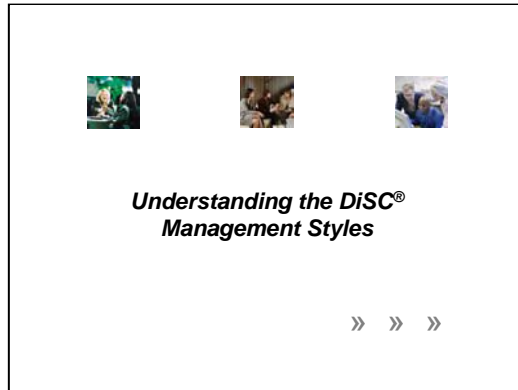 Understanding the DiSC®
Management Styles
» » »